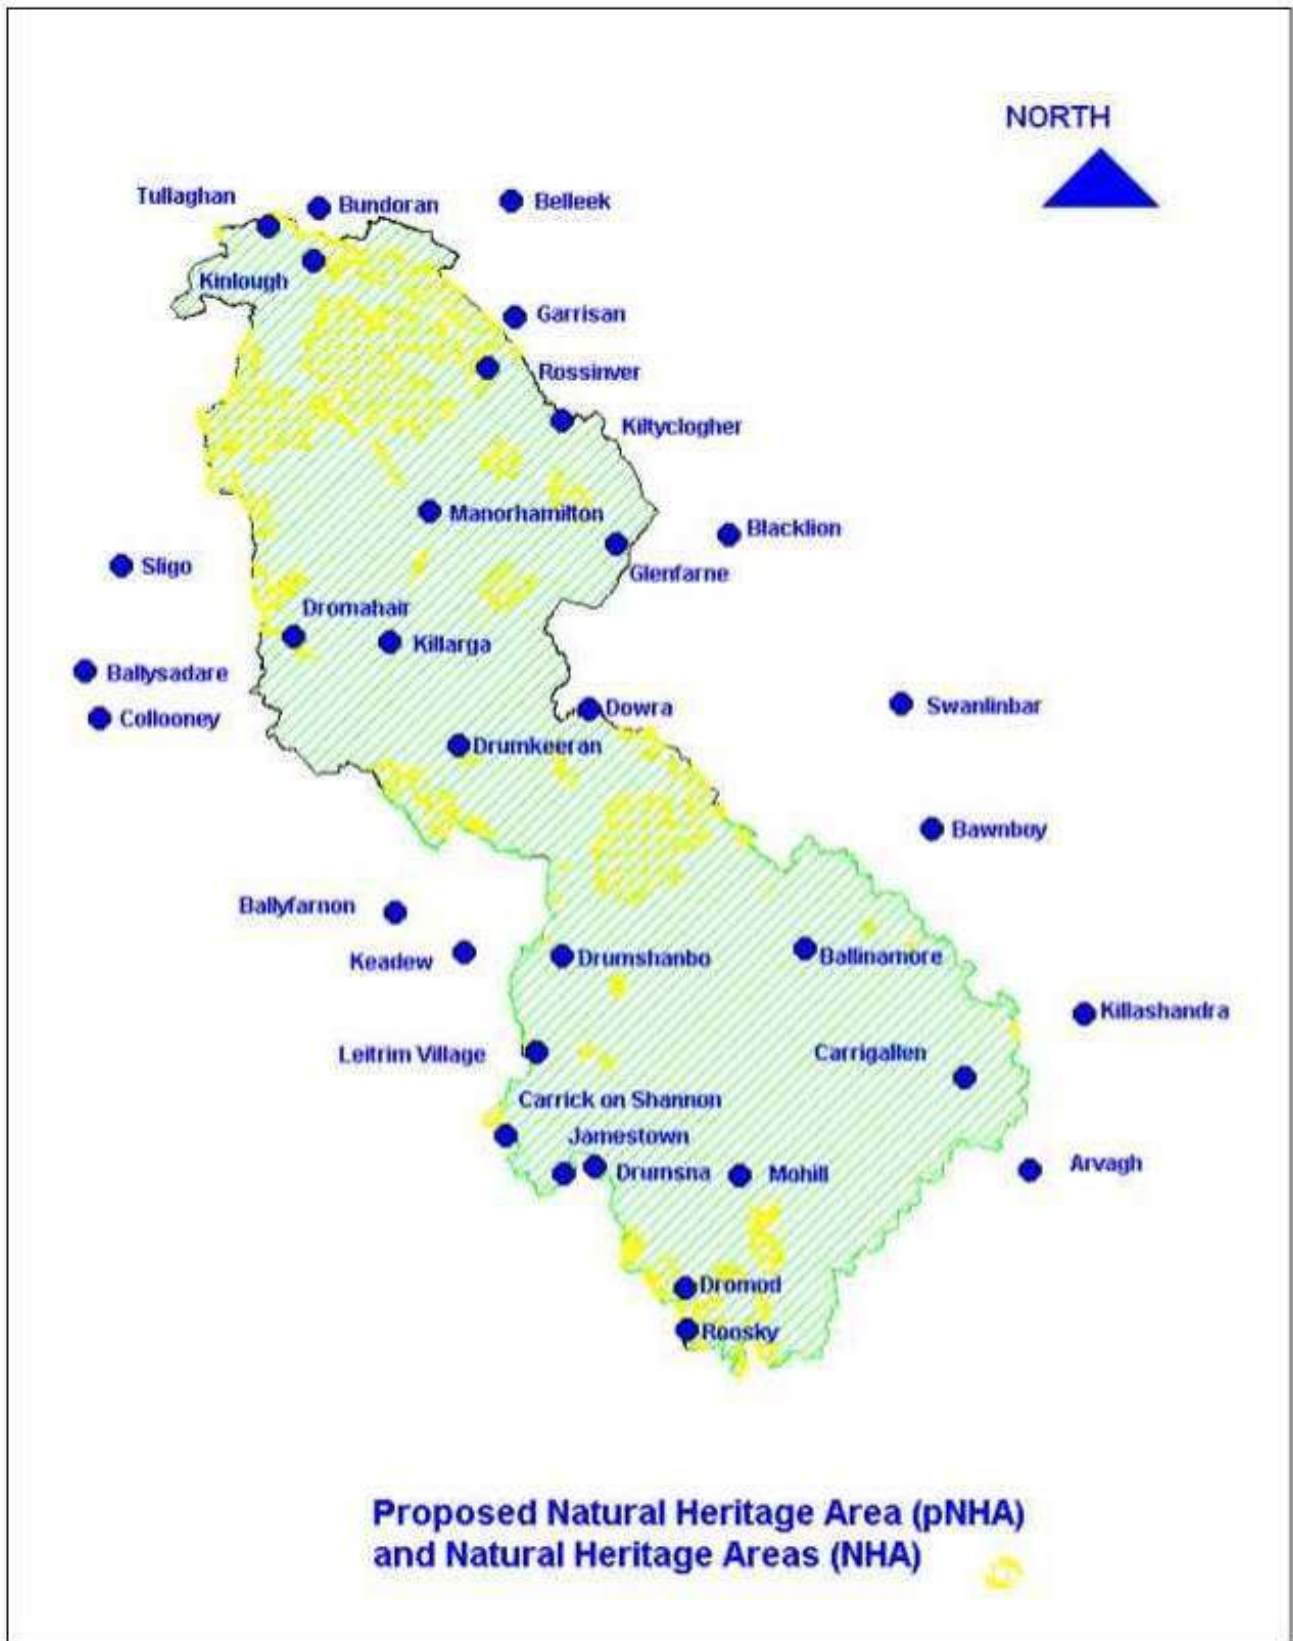 NORTH
Tullaghan
Bundoran
Belleek
Kinlough
Garrisan
Rossinver
Kiltyclogher
Manorhamilton
Blacklion
Sligo
Glenfarne
Dromahair
Killarga
Ballysadare
Collooney
Dowra
Swanlinbar
Drumkeeran
Bawnboy
Ballyfarnon
Keadew
Drumshanbo
Ballinamore
Killashandra
Leitrim Village
Carrigallen
Carrick on Shannon
Jamestown
Drumsna
Mohill
Arvagh
Dromod
Roosky
Proposed Natural Heritage Area (pNHA)
and Natural Heritage Areas (NHA)